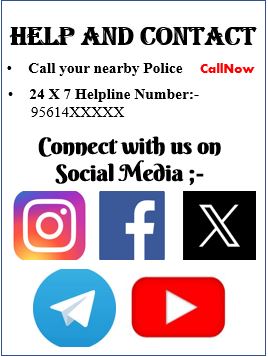 HELP AND CONTACT
• Call your nearby Police CallNow
• 24 X 7 Helpline Number:-
95614XXXXX
Connect with us on
Social Media ;-